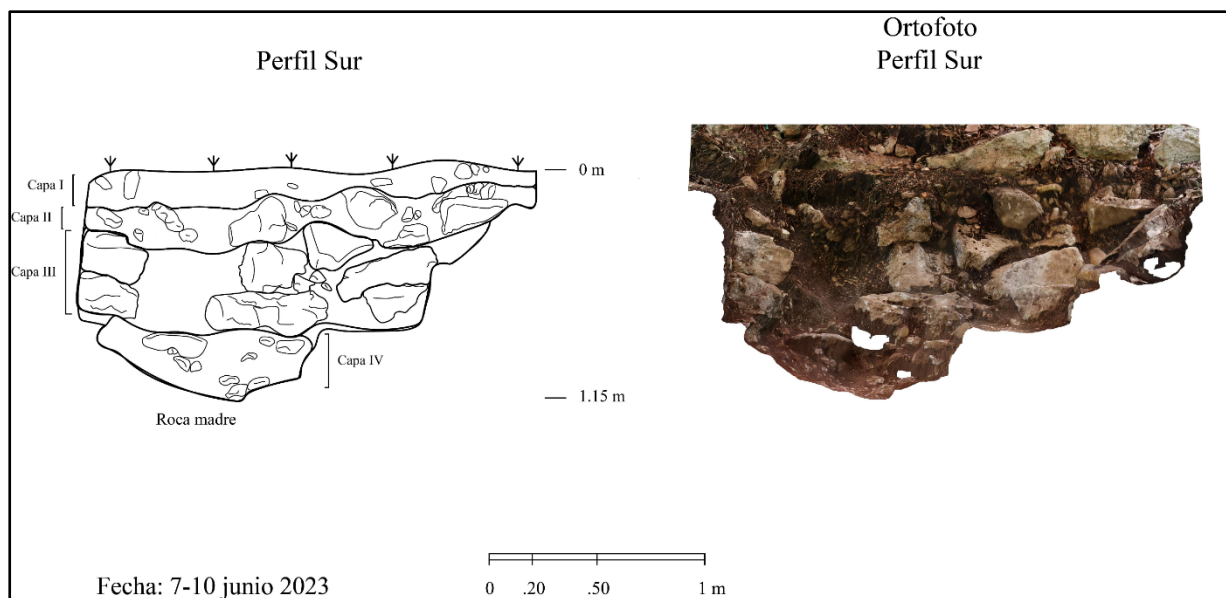 Perfil Sur
Ortofoto
Perfil Sur
0 m
Capa I
Capa II
Capa III
Capa IV
1.15 m
Roca madre
Fecha: 7-10 junio 2023
0 .20 .50 1 m